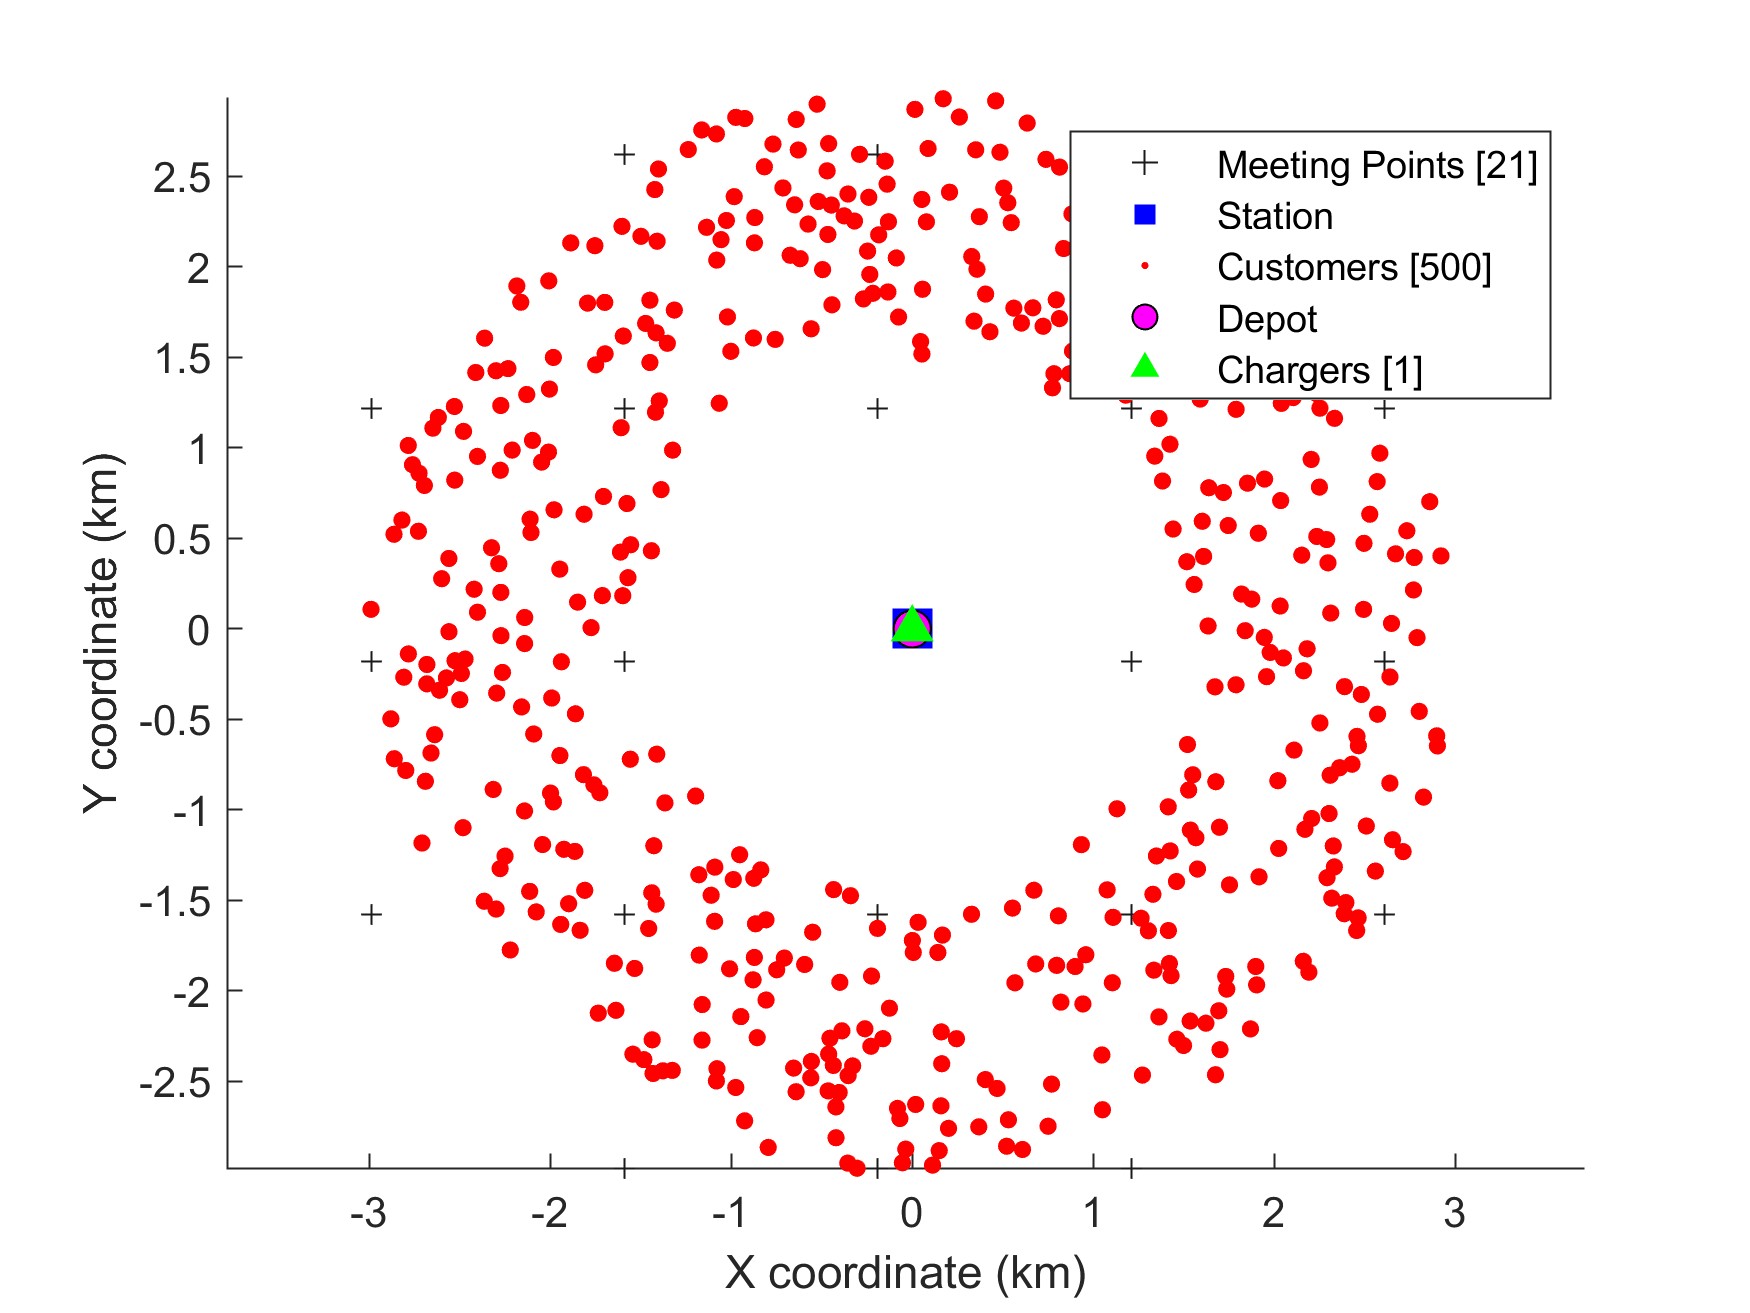 Meeting Points [21]
Station
Customers [500]
Depot
Chargers [1]
2.5
2
1.5
1
0.5
0
-0.5
-1
-1.5
-2
-2.5
Y coordinate (km)
-3 -2 -1 0 1 2 3
X coordinate (km)